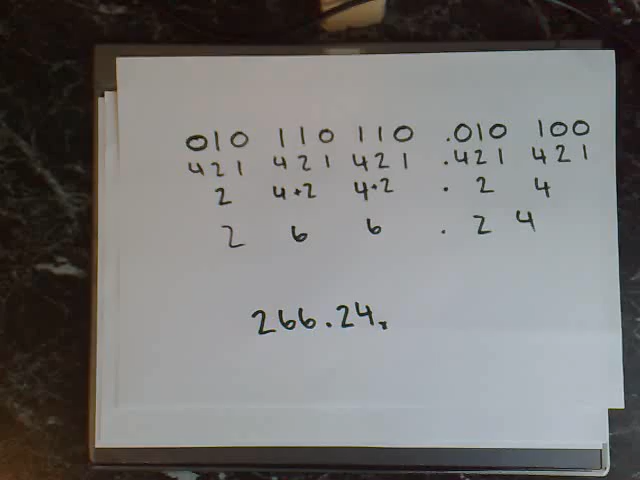 010 110 110 .010 100
421 421 421 .421 421
2 4+2 4+2 . 2 4
2 6 6 . 2 4
266.24.